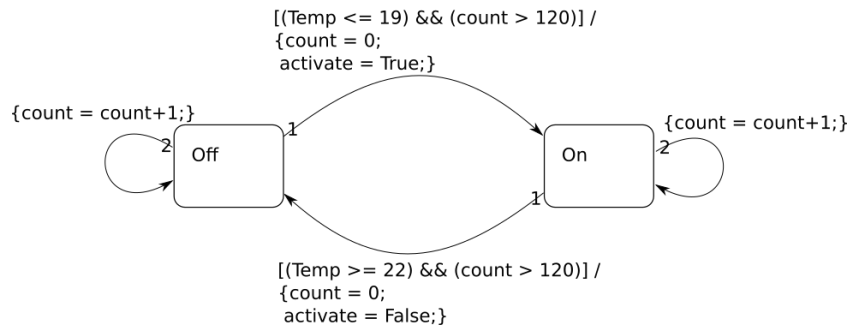 [(Temp <= 19) && (count > 120)] /
{count = 0;
activate = True;}
{count = count+1;}
1
{count = count+1;}
2
Off
On
2
1
[(Temp >= 22) && (count > 120)] /
{count = 0;
activate = False;}